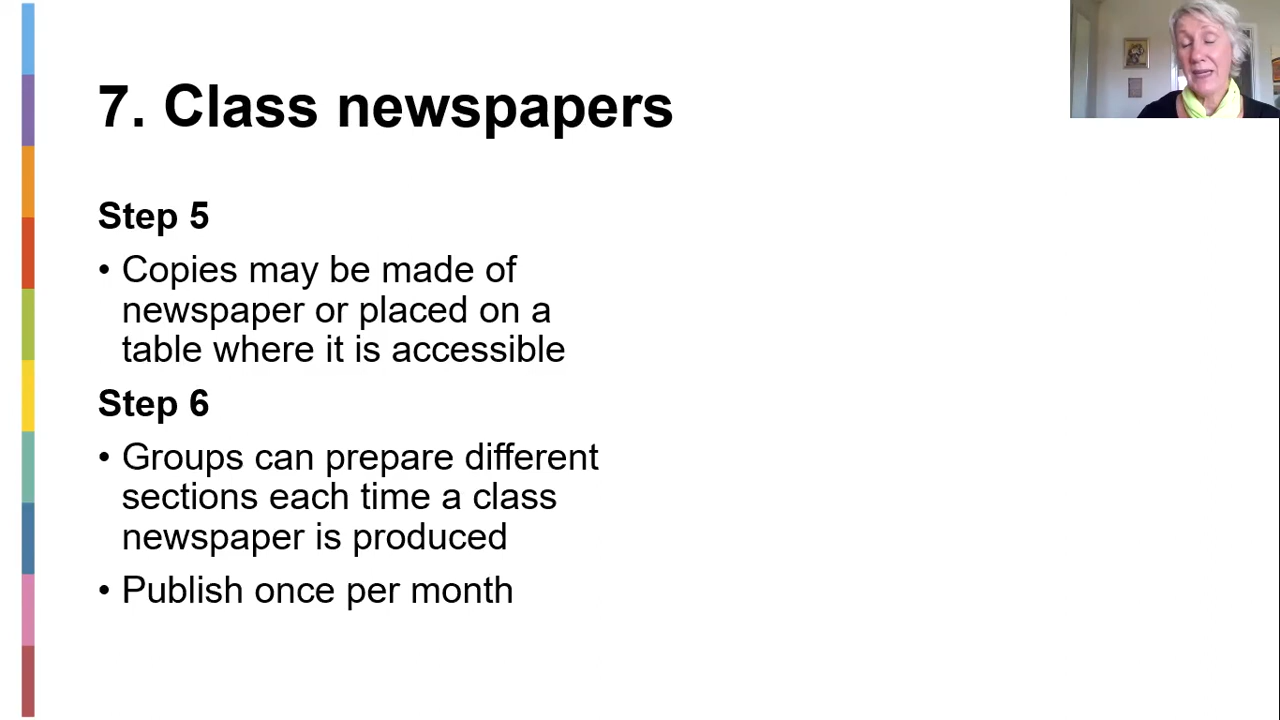 7. Class newspapers
Step 5
• Copies may be made of
newspaper or placed on a
table where it is accessible
Step 6
• Groups can prepare different
sections each time a class
newspaper is produced
• Publish once per month